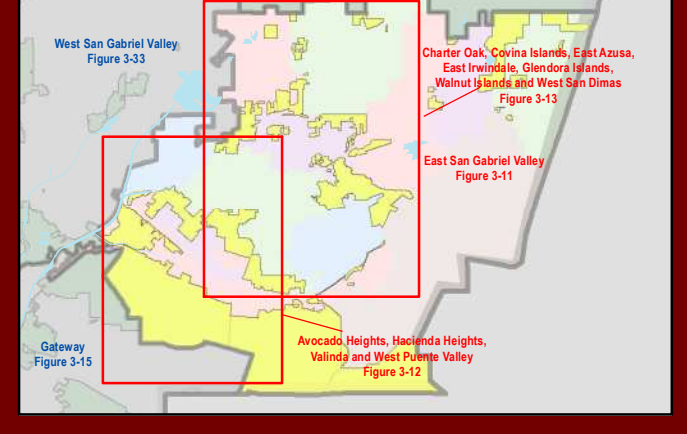 West San Gabriel Valley
Figure 3-33
Charter Oak, Covina Islands, East Azusa,
East Irwindale, Glendora Islands,
Walnut Islands and West San Dimas
Figure 3-13
East San Gabriel Valley
Figure 3-11
Avocado Heights, Hacienda Heights,
Valinda and West Puente Valley
Figure 3-12
Gateway
Figure 3-15